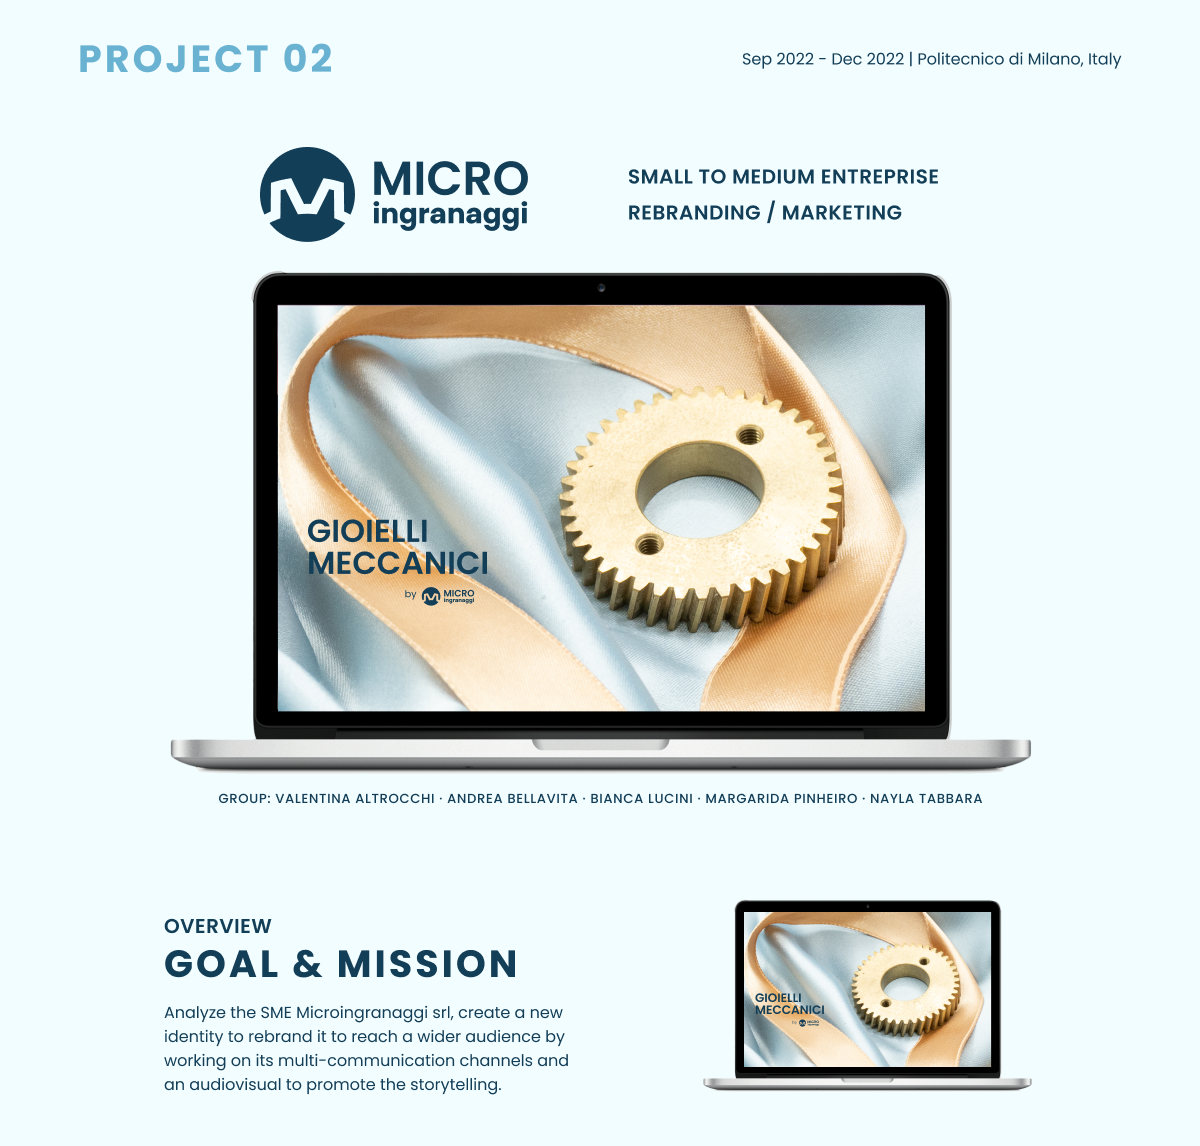 PROJECT 02
Sep 2022 - Dec 2022 | Politecnico di Milano, Italy
MICRO
ingranaggi
SMALL TO MEDIUM ENTREPRISE
REBRANDING / MARKETING
GIOIELLI
MECCANICI
by MICRO
ingranaggi
GROUP: VALENTINA ALTROCCHI · ANDREA BELLAVITA · BIANCA LUCINI · MARGARIDA PINHEIRO · NAYLA TABBARA
OVERVIEW
GOAL & MISSION
Analyze the SME Microingranaggi srl, create a new
identity to rebrand it to reach a wider audience by
working on its multi-communication channels and
an audiovisual to promote the storytelling.
GIOIELLI
MECCANICI
by MICRO
ingranaggi